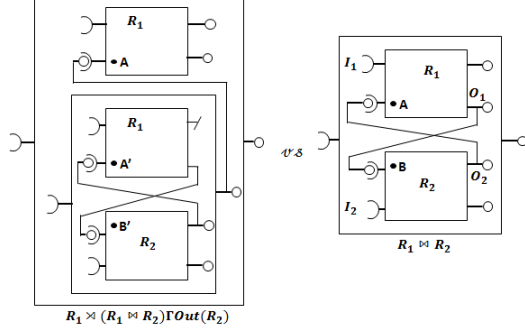 R₁
A
R₁
A′
B′
R₂
R₁ ⋊ (R₁ ⋈ R₂)ΓOut(R₂)
vs
I₁
R₁
A
O₁
B
R₂
O₂
I₂
R₁ ⋈ R₂